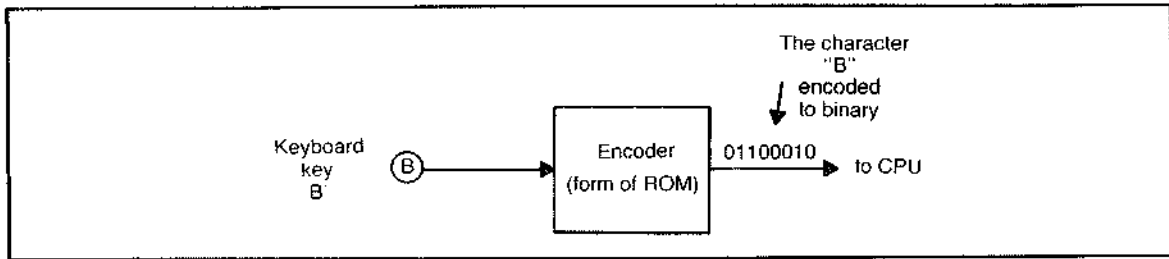 The character
"B"
encoded
to binary
Keyboard
key
B
B
Encoder
(form of ROM)
01100010
to CPU